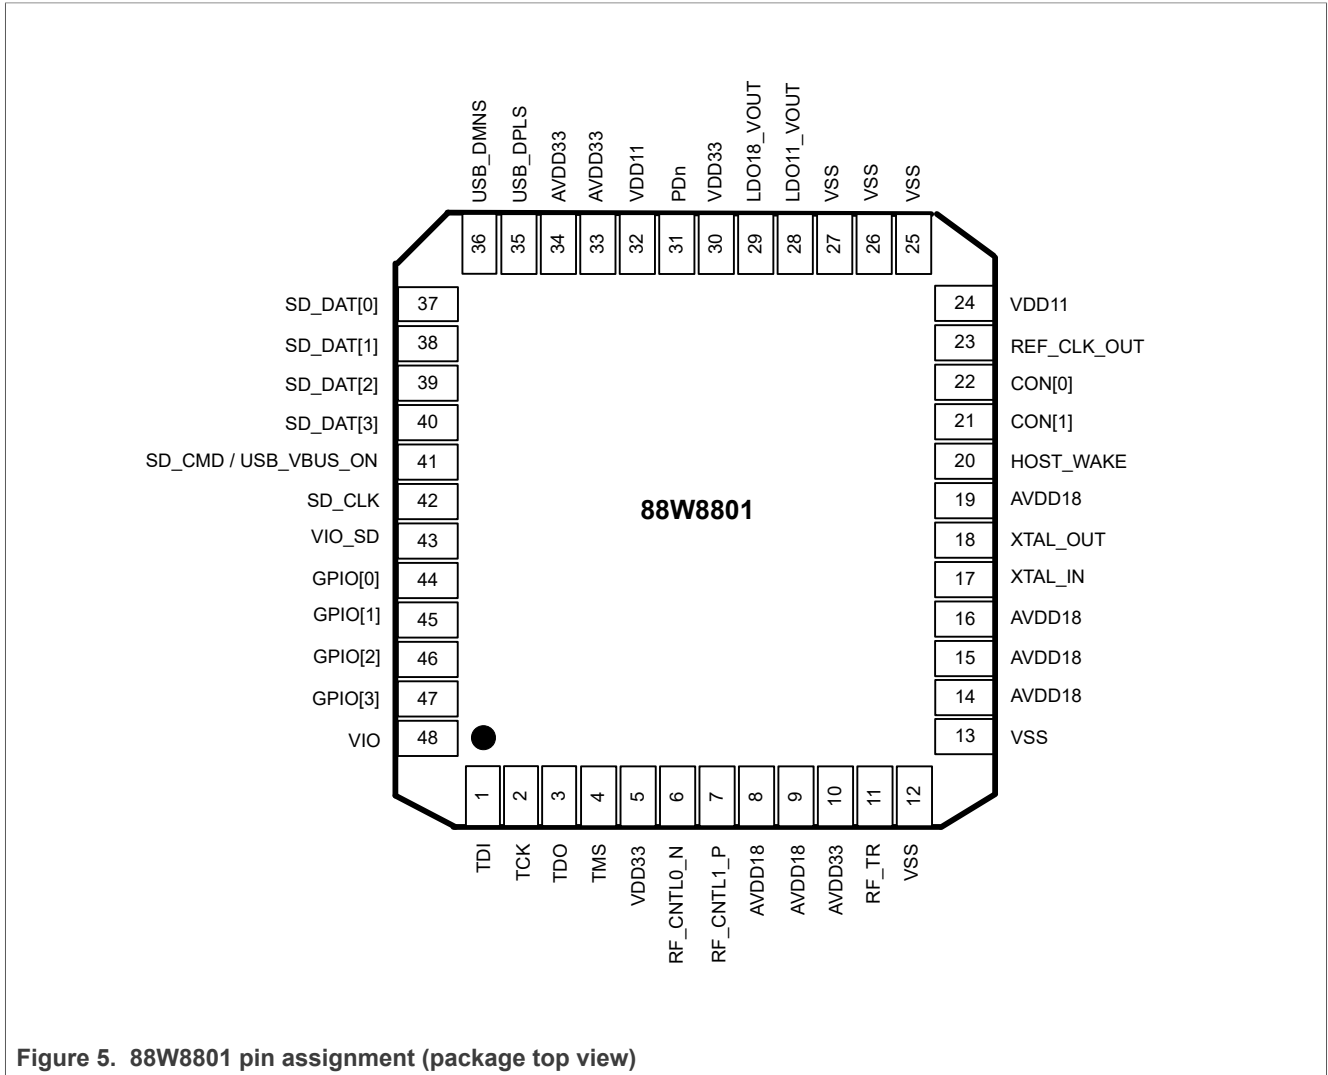 USB_DMNS
USB_DPLS
AVDD33
AVDD33
VDD11
PDn
VDD33
LDO18_VOUT
LDO11_VOUT
VSS
VSS
VSS
36
35
34
33
32
31
30
29
28
27
26
25
SD_DAT[0] 37
SD_DAT[1] 38
SD_DAT[2] 39
SD_DAT[3] 40
SD_CMD / USB_VBUS_ON 41
SD_CLK 42
VIO_SD 43
GPIO[0] 44
GPIO[1] 45
GPIO[2] 46
GPIO[3] 47
VIO 48
88W8801
24 VDD11
23 REF_CLK_OUT
22 CON[0]
21 CON[1]
20 HOST_WAKE
19 AVDD18
18 XTAL_OUT
17 XTAL_IN
16 AVDD18
15 AVDD18
14 AVDD18
13 VSS
1
2
3
4
5
6
7
8
9
10
11
12
TDI
TCK
TDO
TMS
VDD33
RF_CNTL0_N
RF_CNTL1_P
AVDD18
AVDD18
AVDD33
RF_TR
VSS
Figure 5. 88W8801 pin assignment (package top view)